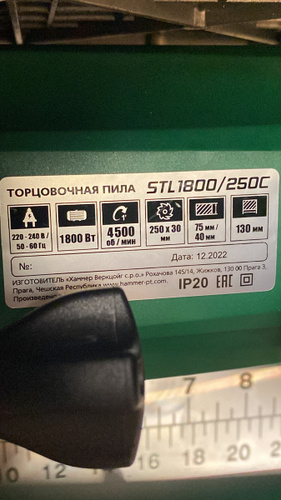 ТОРЦОВОЧНАЯ ПИЛА STL1800/250C
220 - 240 В / 50 - 60 Гц
1800 Вт
4500 об / мин
250 x 30 мм
75 мм / 40 мм
130 мм
№:
Дата: 12.2022
ИЗГОТОВИТЕЛЬ «Хаммер Веркцойг с.р.о.» Рохачова 145/14, Жижков, 130 00 Прага 3,
Прага, Чешская Республика www.hammer-pt.com
IP20 EAC
7 8
10 12 16 18 20 2